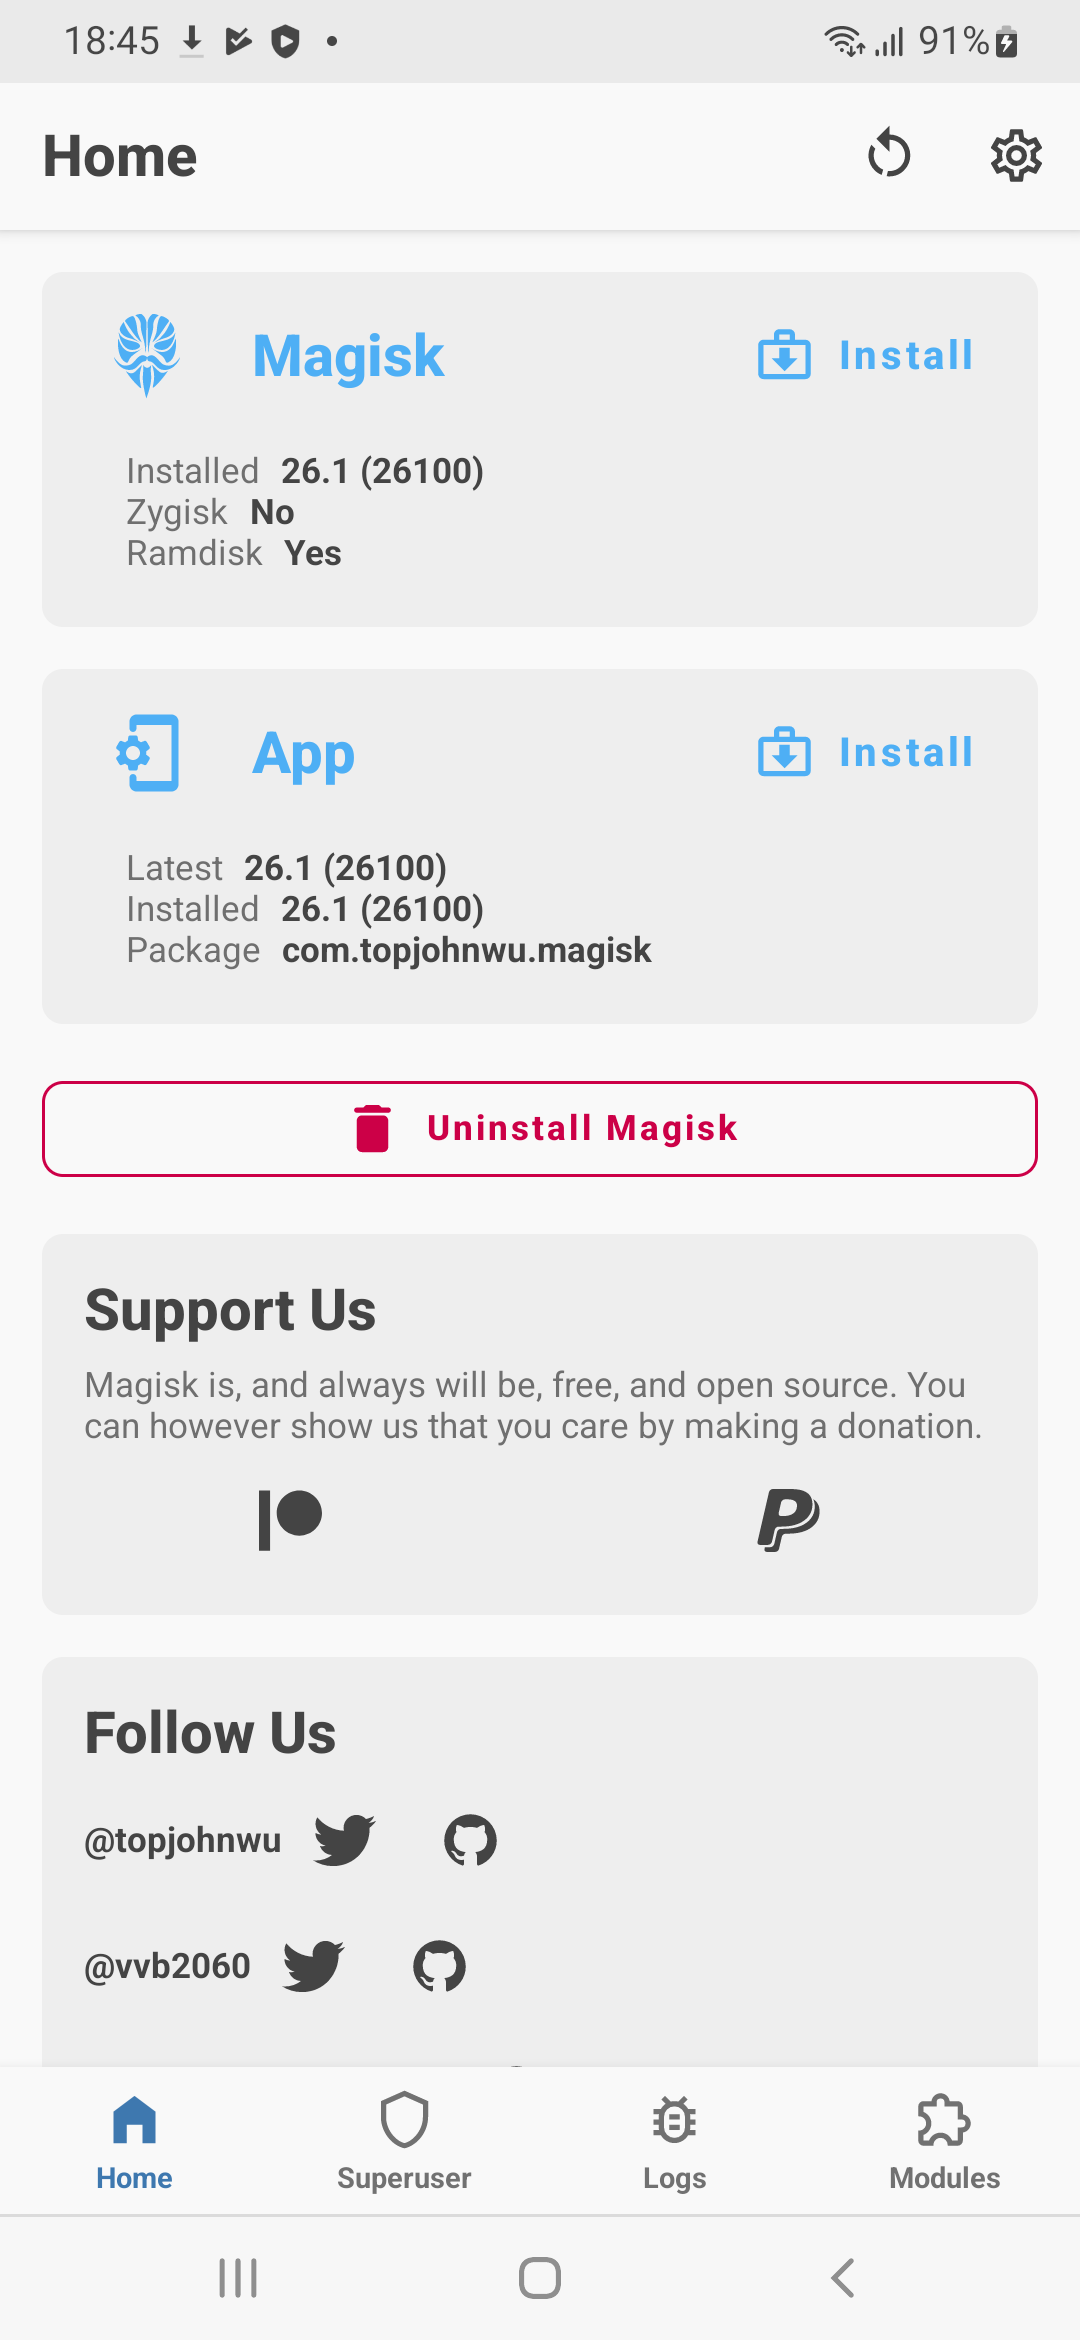 18:45 91%
Home
Magisk Install
Installed 26.1 (26100)
Zygisk No
Ramdisk Yes
App Install
Latest 26.1 (26100)
Installed 26.1 (26100)
Package com.topjohnwu.magisk
Uninstall Magisk
Support Us
Magisk is, and always will be, free, and open source. You
can however show us that you care by making a donation.
Follow Us
@topjohnwu
@vvb2060
Home Superuser Logs Modules